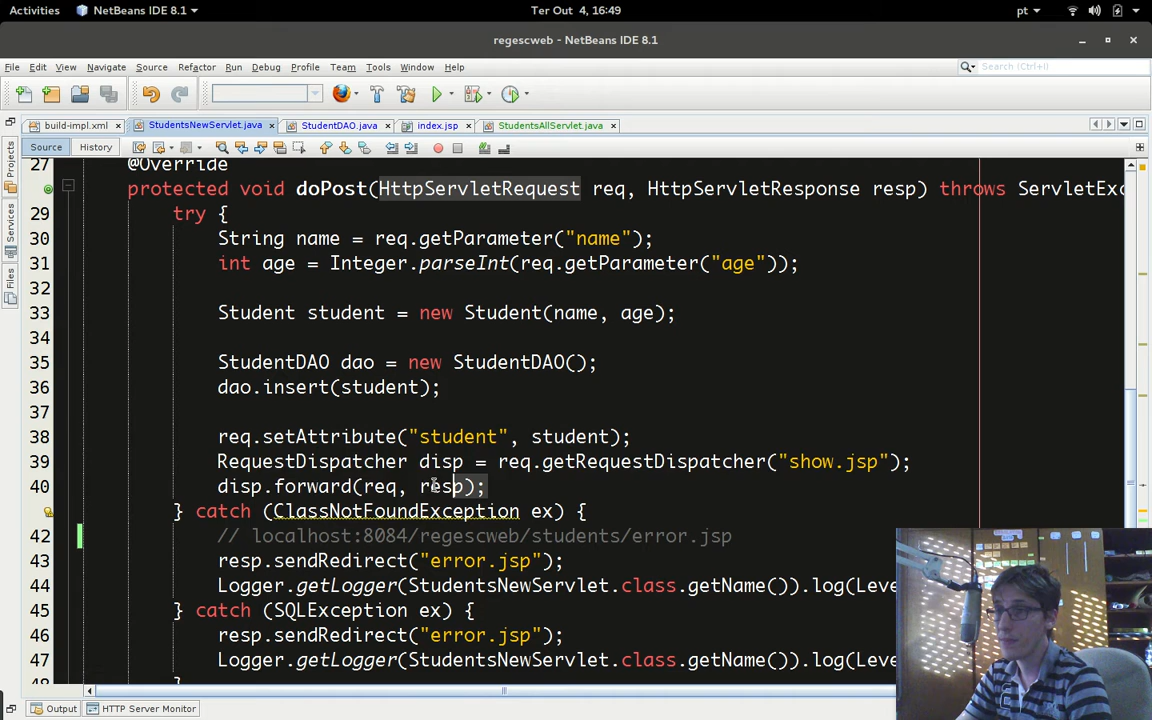 Activities NetBeans IDE 8.1 Ter Out 4, 16:49 pt
regescweb - NetBeans IDE 8.1
File Edit View Navigate Source Refactor Run Debug Profile Team Tools Window Help Search (Ctrl+I)
build-impl.xml StudentsNewServlet.java StudentDAO.java index.jsp StudentsAllServlet.java
Source History
Projects
Services
Files
27 @Override
protected void doPost(HttpServletRequest req, HttpServletResponse resp) throws ServletExc
29 try {
30 String name = req.getParameter("name");
31 int age = Integer.parseInt(req.getParameter("age"));
32
33 Student student = new Student(name, age);
34
35 StudentDAO dao = new StudentDAO();
36 dao.insert(student);
37
38 req.setAttribute("student", student);
39 RequestDispatcher disp = req.getRequestDispatcher("show.jsp");
40 disp.forward(req, resp);
} catch (ClassNotFoundException ex) {
42 // localhost:8084/regescweb/students/error.jsp
43 resp.sendRedirect("error.jsp");
44 Logger.getLogger(StudentsNewServlet.class.getName()).log(Leve
45 } catch (SQLException ex) {
46 resp.sendRedirect("error.jsp");
47 Logger.getLogger(StudentsNewServlet.class.getName()).log(Leve
}
Output HTTP Server Monitor